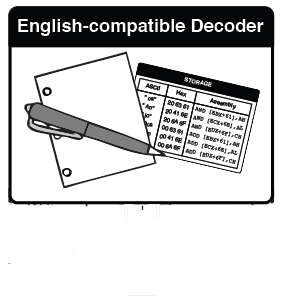 English-compatible Decoder
STORAGE
ASCII Hex Assembly
20 63 61 AND [EBX+61],AH
20 41 6E AND [ECX+6E],AL
20 6A 6F AND [EDX+6F],CH
00 63 61 ADD [EBX+61],AH
00 41 6E ADD [ECX+6E],AL
00 6A 6F ADD [EDX+6F],CH